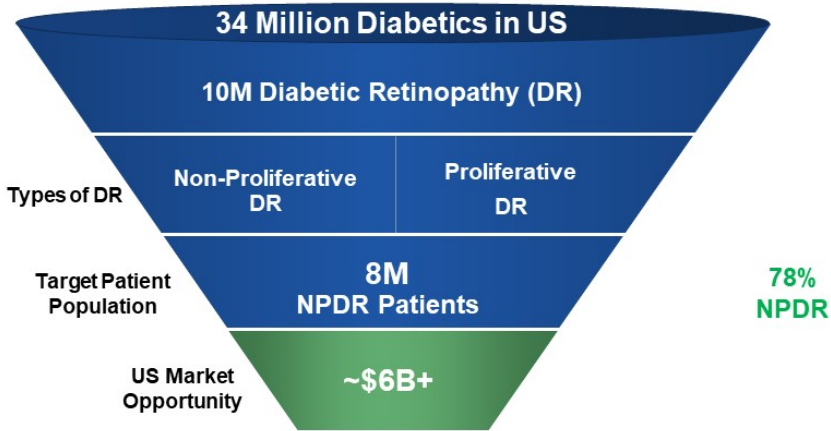 34 Million Diabetics in US
10M Diabetic Retinopathy (DR)
Types of DR
Non-Proliferative
DR
Proliferative
DR
Target Patient
Population
8M
NPDR Patients
78%
NPDR
US Market
Opportunity
~$6B+